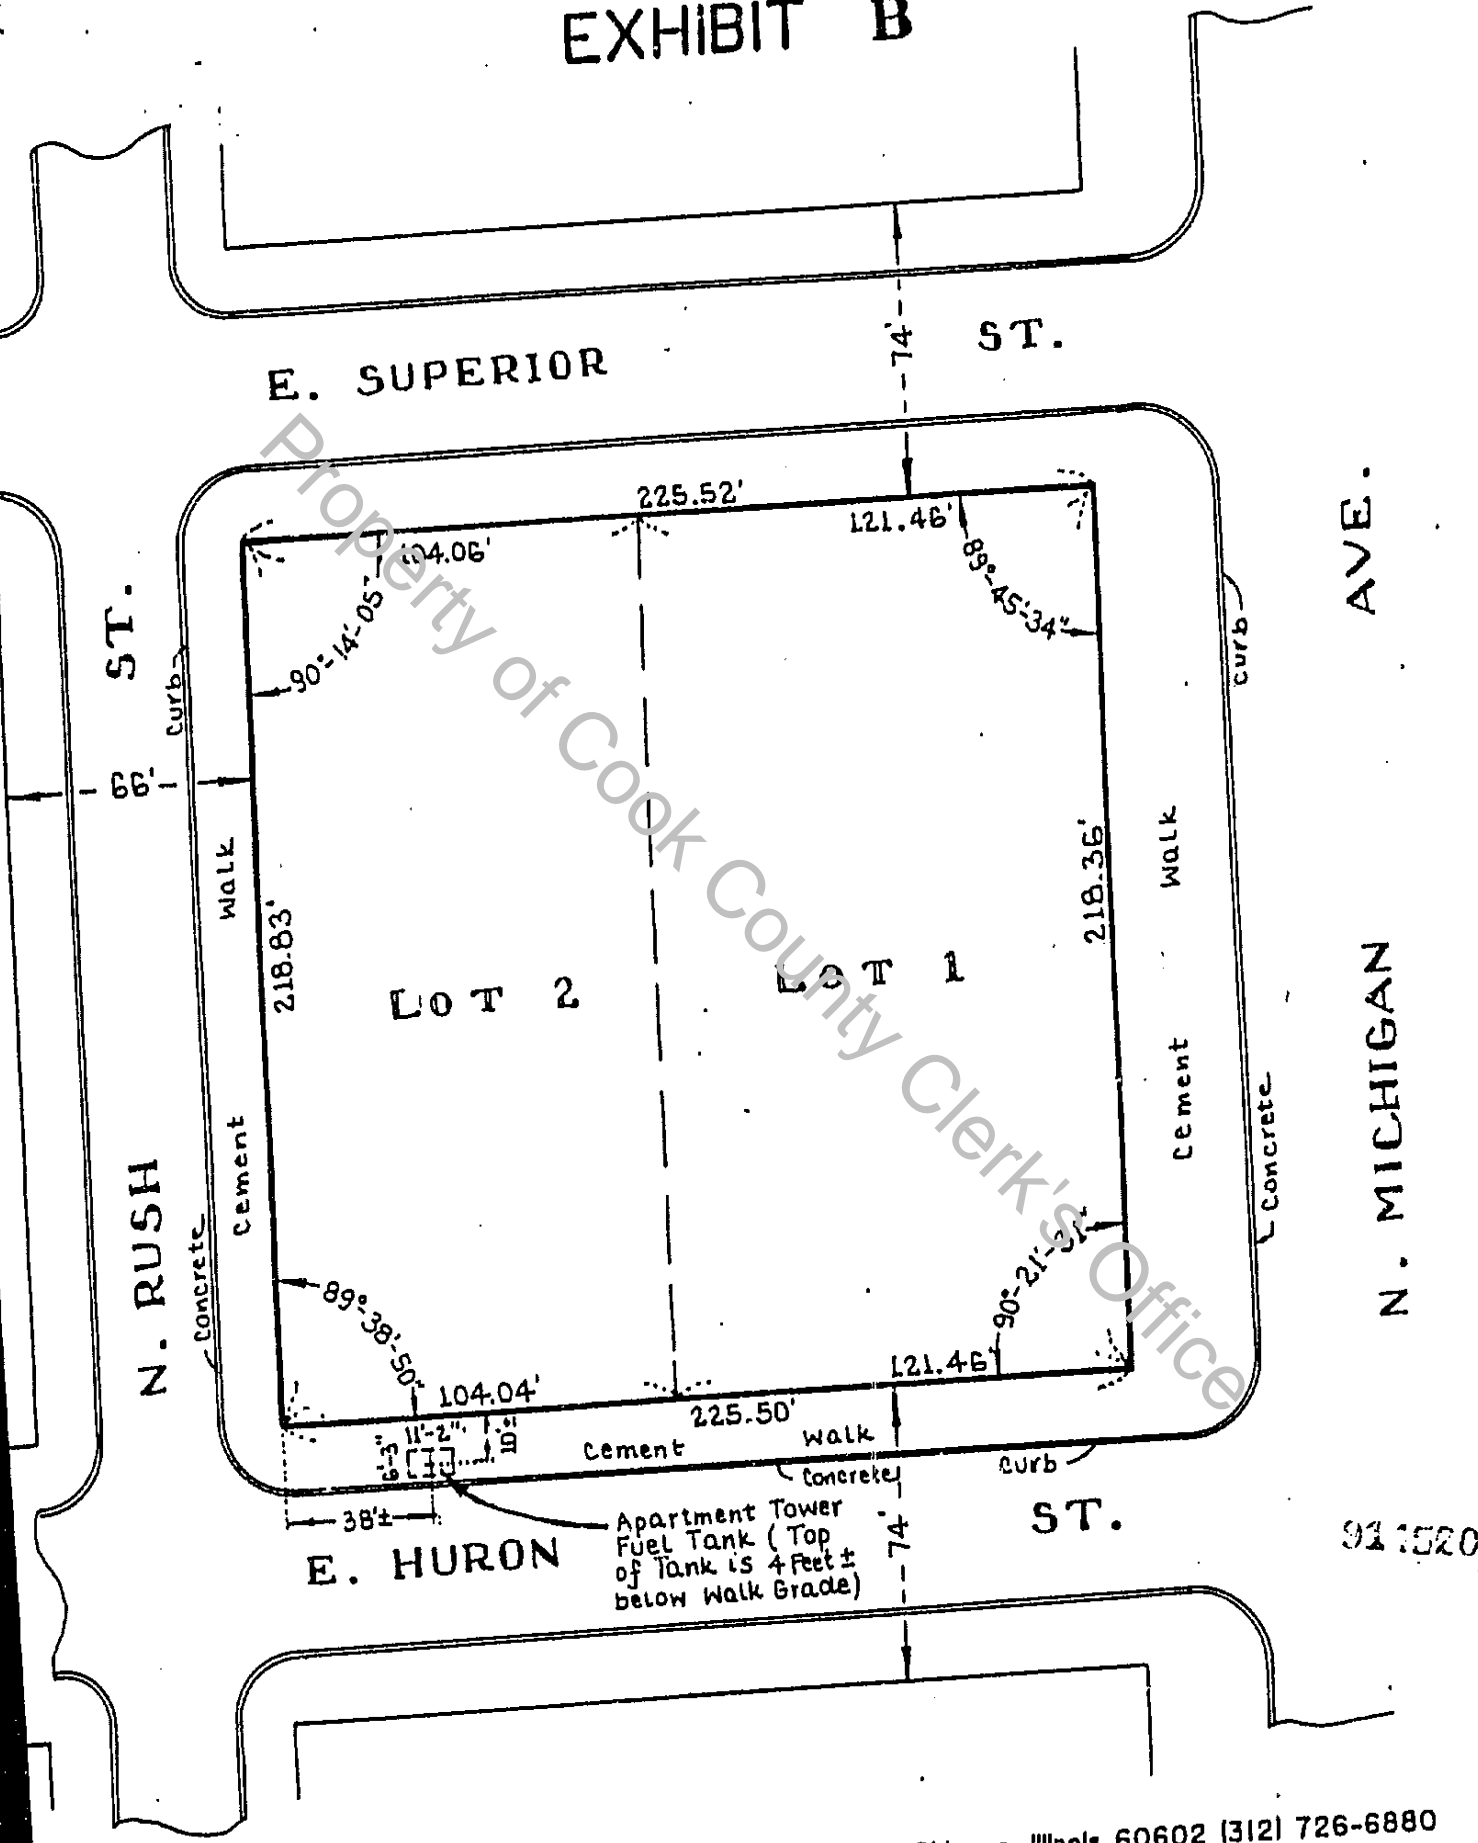 EXHIBIT B
E. SUPERIOR ST.
74'
225.52'
104.06'
121.46'
90°-14'-05"
89°-45'-34"
N. RUSH ST.
66'
curb
Walk
218.83'
Cement
Concrete
LOT 2
LOT 1
218.36'
Walk
Cement
curb
Concrete
N. MICHIGAN AVE.
89°-38'-50"
90°-21'-31"
104.04'
121.46'
225.50'
11'-2"
6'-3"
10'±
38'±
Cement Walk
Concrete curb
Apartment Tower
Fuel Tank (Top
of Tank is 4 Feet ±
below Walk Grade)
74'
E. HURON ST.
60602 (312) 726-6880
Property of Cook County Clerk's Office